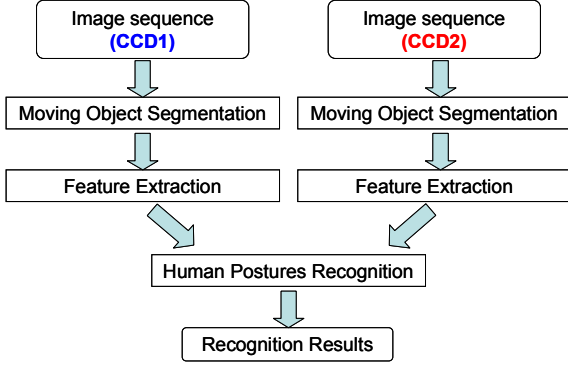 Image sequence
(CCD1)
Image sequence
(CCD2)
Moving Object Segmentation
Moving Object Segmentation
Feature Extraction
Feature Extraction
Human Postures Recognition
Recognition Results